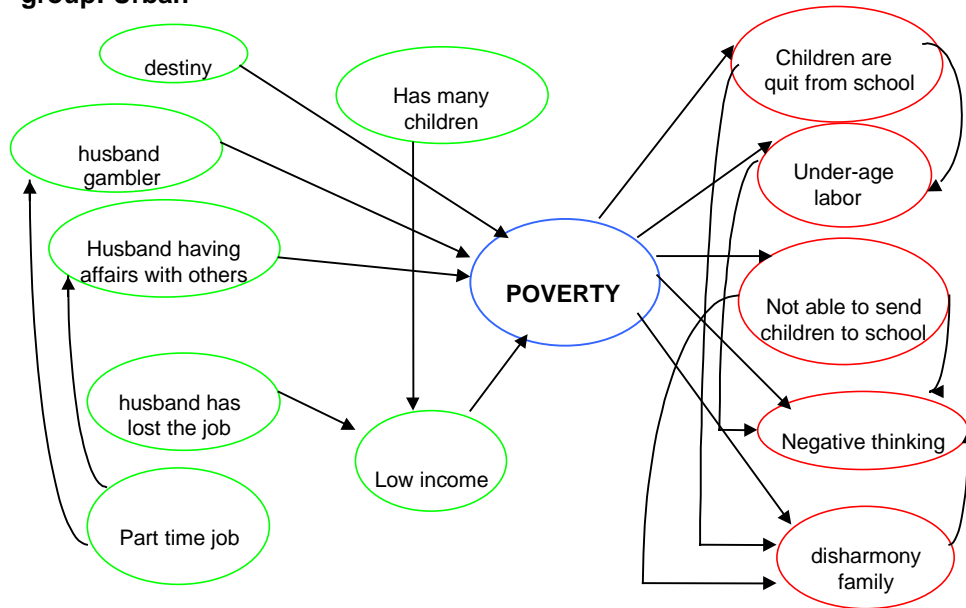 group: Urban
destiny
Has many
children
husband
gambler
Husband having
affairs with others
husband has
lost the job
Part time job
Low income
POVERTY
Children are
quit from school
Under-age
labor
Not able to send
children to school
Negative thinking
disharmony
family